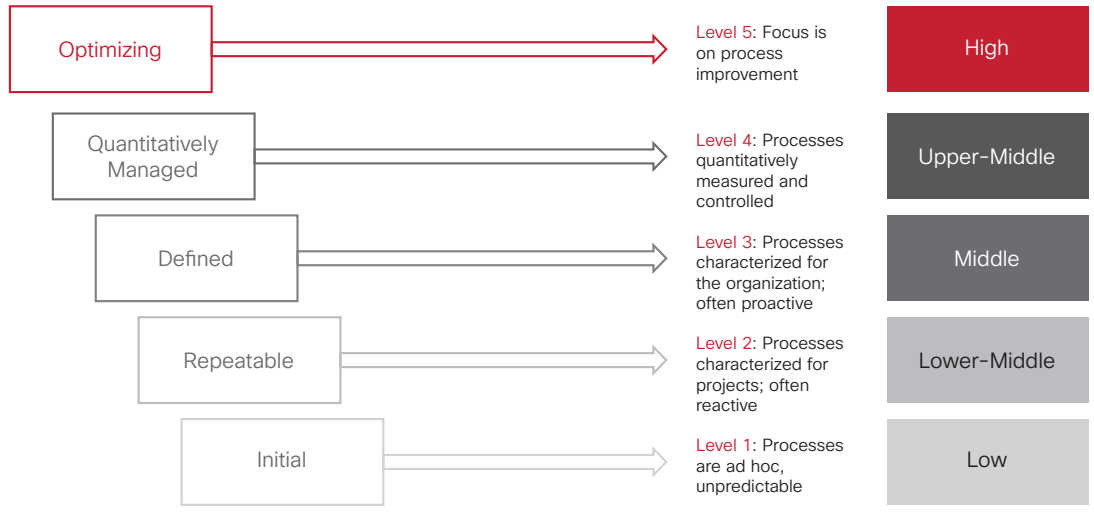 Optimizing
Level 5: Focus is
on process
improvement
High
Quantitatively
Managed
Level 4: Processes
quantitatively
measured and
controlled
Upper-Middle
Defined
Level 3: Processes
characterized for
the organization;
often proactive
Middle
Repeatable
Level 2: Processes
characterized for
projects; often
reactive
Lower-Middle
Initial
Level 1: Processes
are ad hoc,
unpredictable
Low